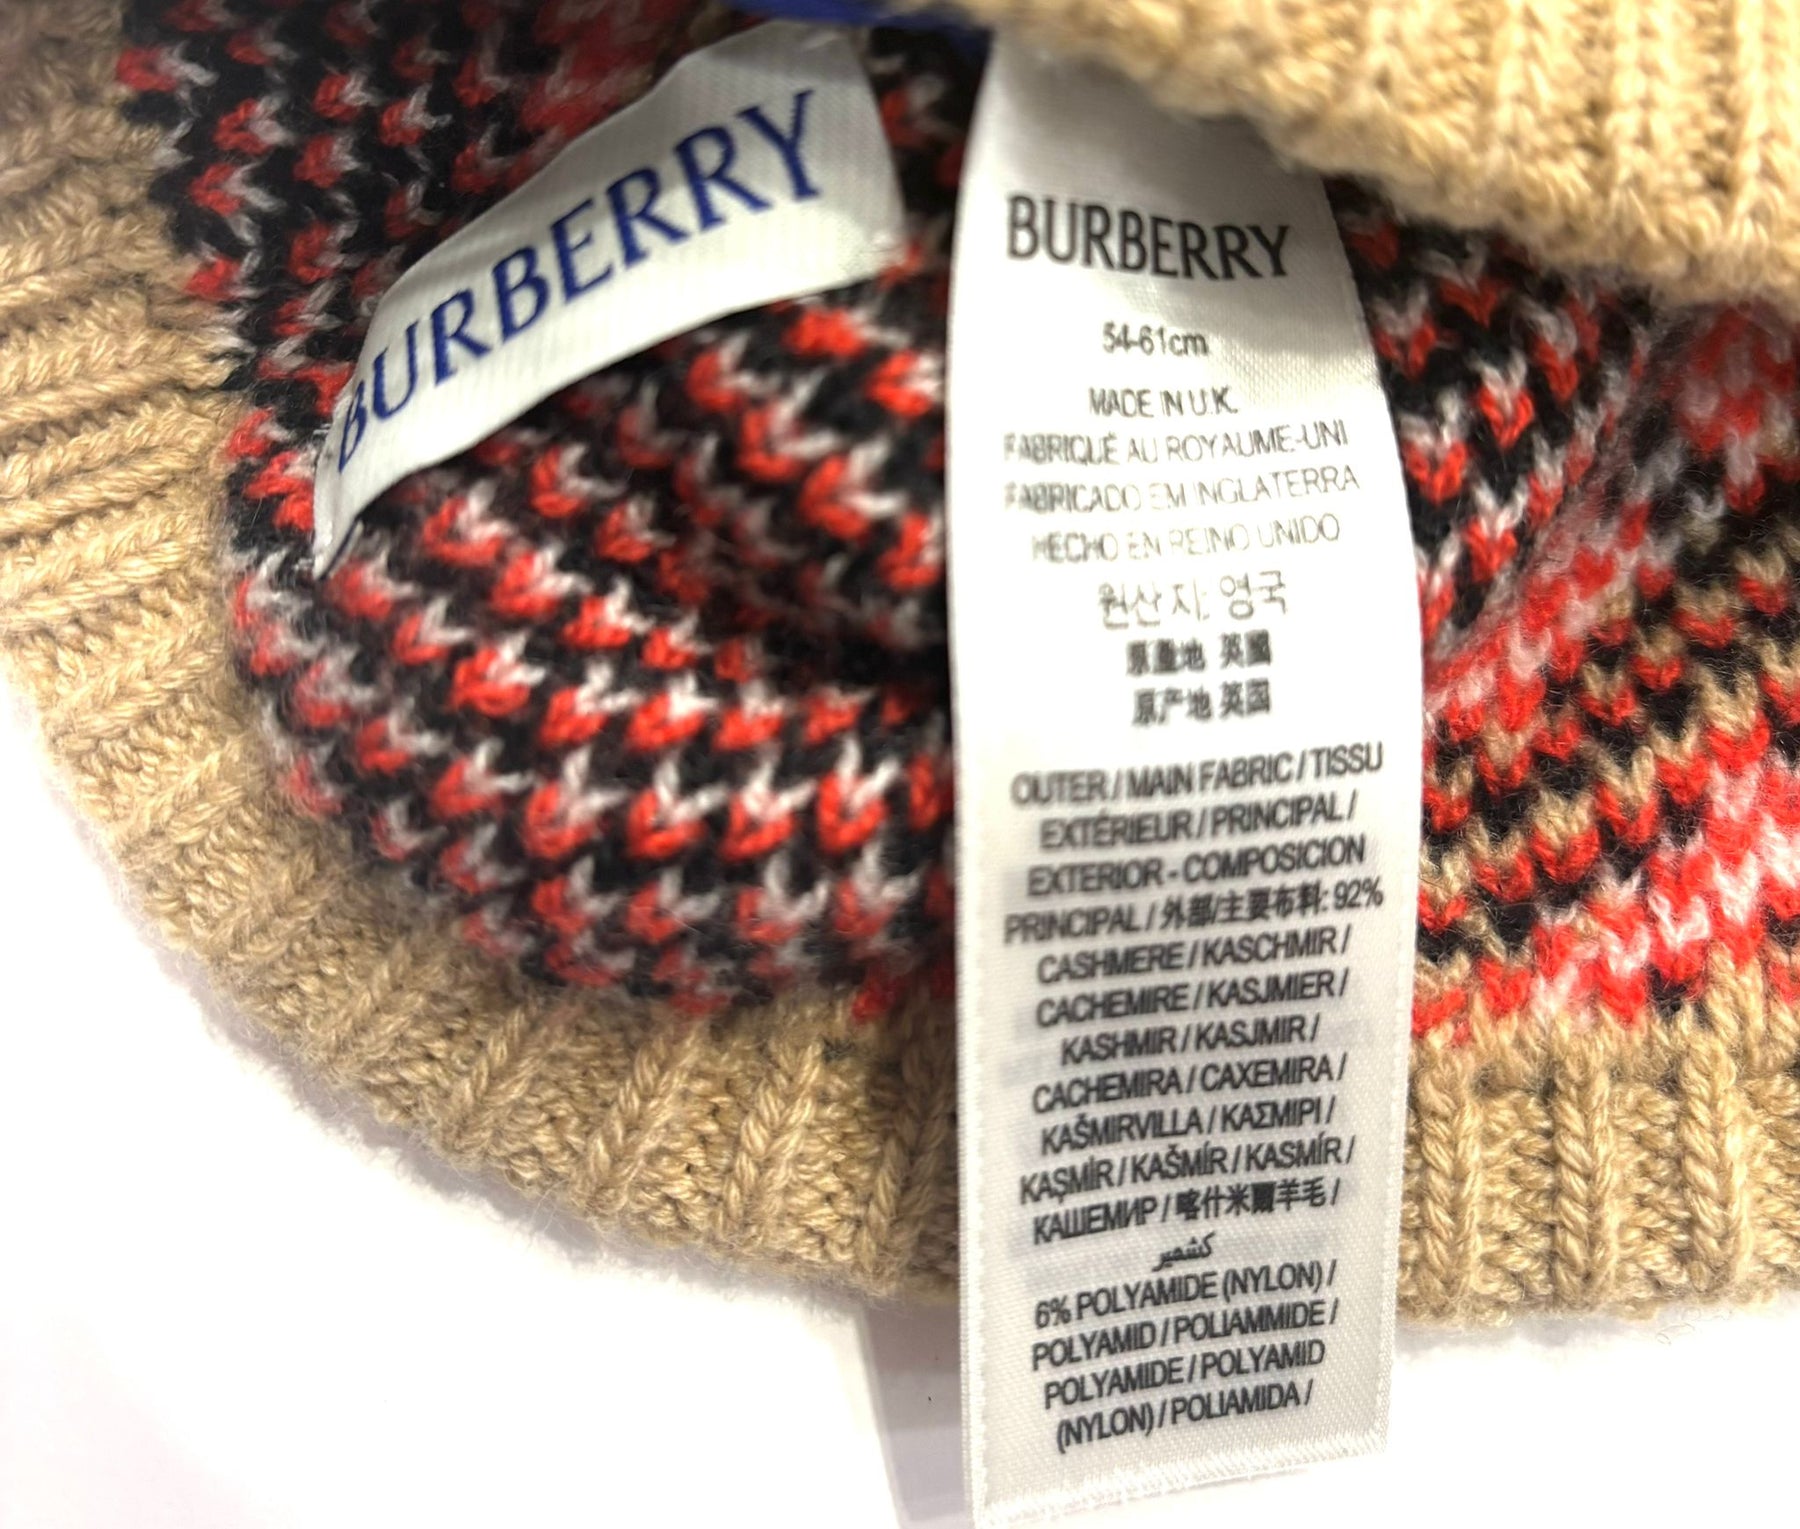 BURBERRY
BURBERRY
54-61cm
MADE IN U.K.
FABRIQUÉ AU ROYAUME-UNI
FABRICADO EM INGLATERRA
HECHO EN REINO UNIDO
원산지: 영국
原產地 英國
原产地 英国
OUTER / MAIN FABRIC / TISSU
EXTÉRIEUR / PRINCIPAL /
EXTERIOR - COMPOSICION
PRINCIPAL / 外部/主要布料: 92%
CASHMERE / KASCHMIR /
CACHEMIRE / KASJMIER /
KASHMIR / KASJMIR /
CACHEMIRA / CAXEMIRA /
KAŠMIRVILLA / ΚΑΣΜΙΡΙ /
KAŞMİR / KAŠMÍR / KASMÍR /
КАШЕМИР / 喀什米爾羊毛 /
كشمير
6% POLYAMIDE (NYLON) /
POLYAMID / POLIAMMIDE /
POLYAMIDE / POLYAMID
(NYLON) / POLIAMIDA /